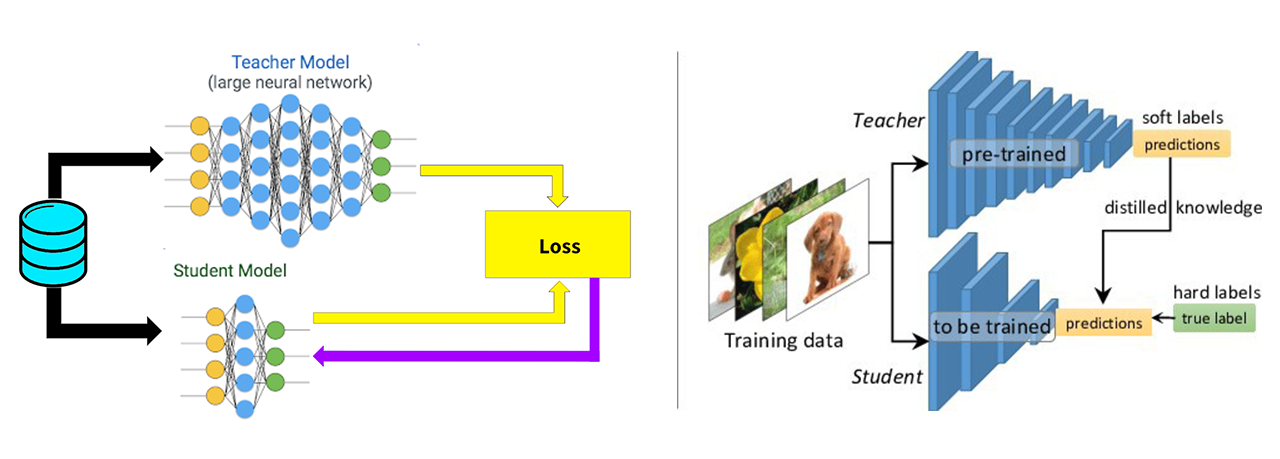 Teacher Model
(large neural network)
Loss
Student Model
Teacher
pre-trained
soft labels
predictions
distilled knowledge
Training data
hard labels
true label
to be trained
predictions
Student